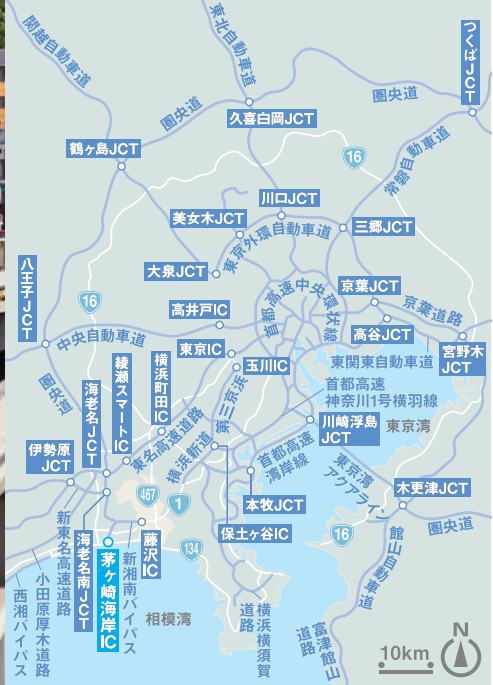 関越自動車道
東北自動車道
つくばJCT
圏央道
圏央道
久喜白岡JCT
常磐自動車道
鶴ヶ島JCT
16
川口JCT
美女木JCT
三郷JCT
東京外環自動車道
大泉JCT
八王子JCT
京葉JCT
首都高速中央環状線
16
高井戸IC
京葉道路
高谷JCT
中央自動車道
宮野木
JCT
東京IC
東関東自動車道
綾瀬スマートIC
横浜町田IC
玉川IC
圏央道
海老名JCT
第三京浜
首都高速
神奈川1号横羽線
東名高速道路
川崎浮島
JCT
東京湾
横浜新道
伊勢原
JCT
首都高速
湾岸線
東京湾
アクアライン
467
1
本牧JCT
木更津JCT
新東名高速道路
海老名南JCT
藤沢
IC
保土ヶ谷IC
圏央道
16
134
茅ヶ崎海岸IC
新湘南バイパス
館山自動車道
小田原厚木道路
西湘バイパス
相模湾
横浜横須賀
道路
富津館山
道路
N
10km